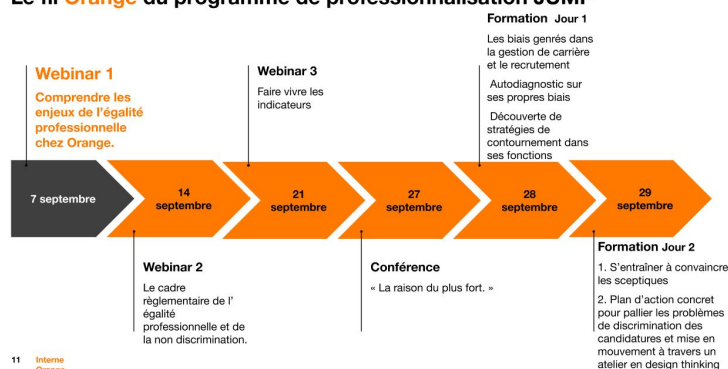 Le fil Orange du programme de professionnalisation JUMP
Formation Jour 1
Les biais genrés dans
la gestion de carrière
et le recrutement
Autodiagnostic sur
ses propres biais
Découverte de
stratégies de
contournement dans
ses fonctions
Webinar 1
Comprendre les
enjeux de l’égalité
professionnelle
chez Orange.
Webinar 3
Faire vivre les
indicateurs
7 septembre
14
septembre
21
septembre
27
septembre
28
septembre
29
septembre
Webinar 2
Le cadre
règlementaire de l’
égalité
professionnelle et de
la non discrimination.
Conférence
« La raison du plus fort. »
Formation Jour 2
1. S’entraîner à convaincre
les sceptiques
2. Plan d’action concret
pour pallier les problèmes
de discrimination des
candidatures et mise en
mouvement à travers un
atelier en design thinking
11 Interne
Orange